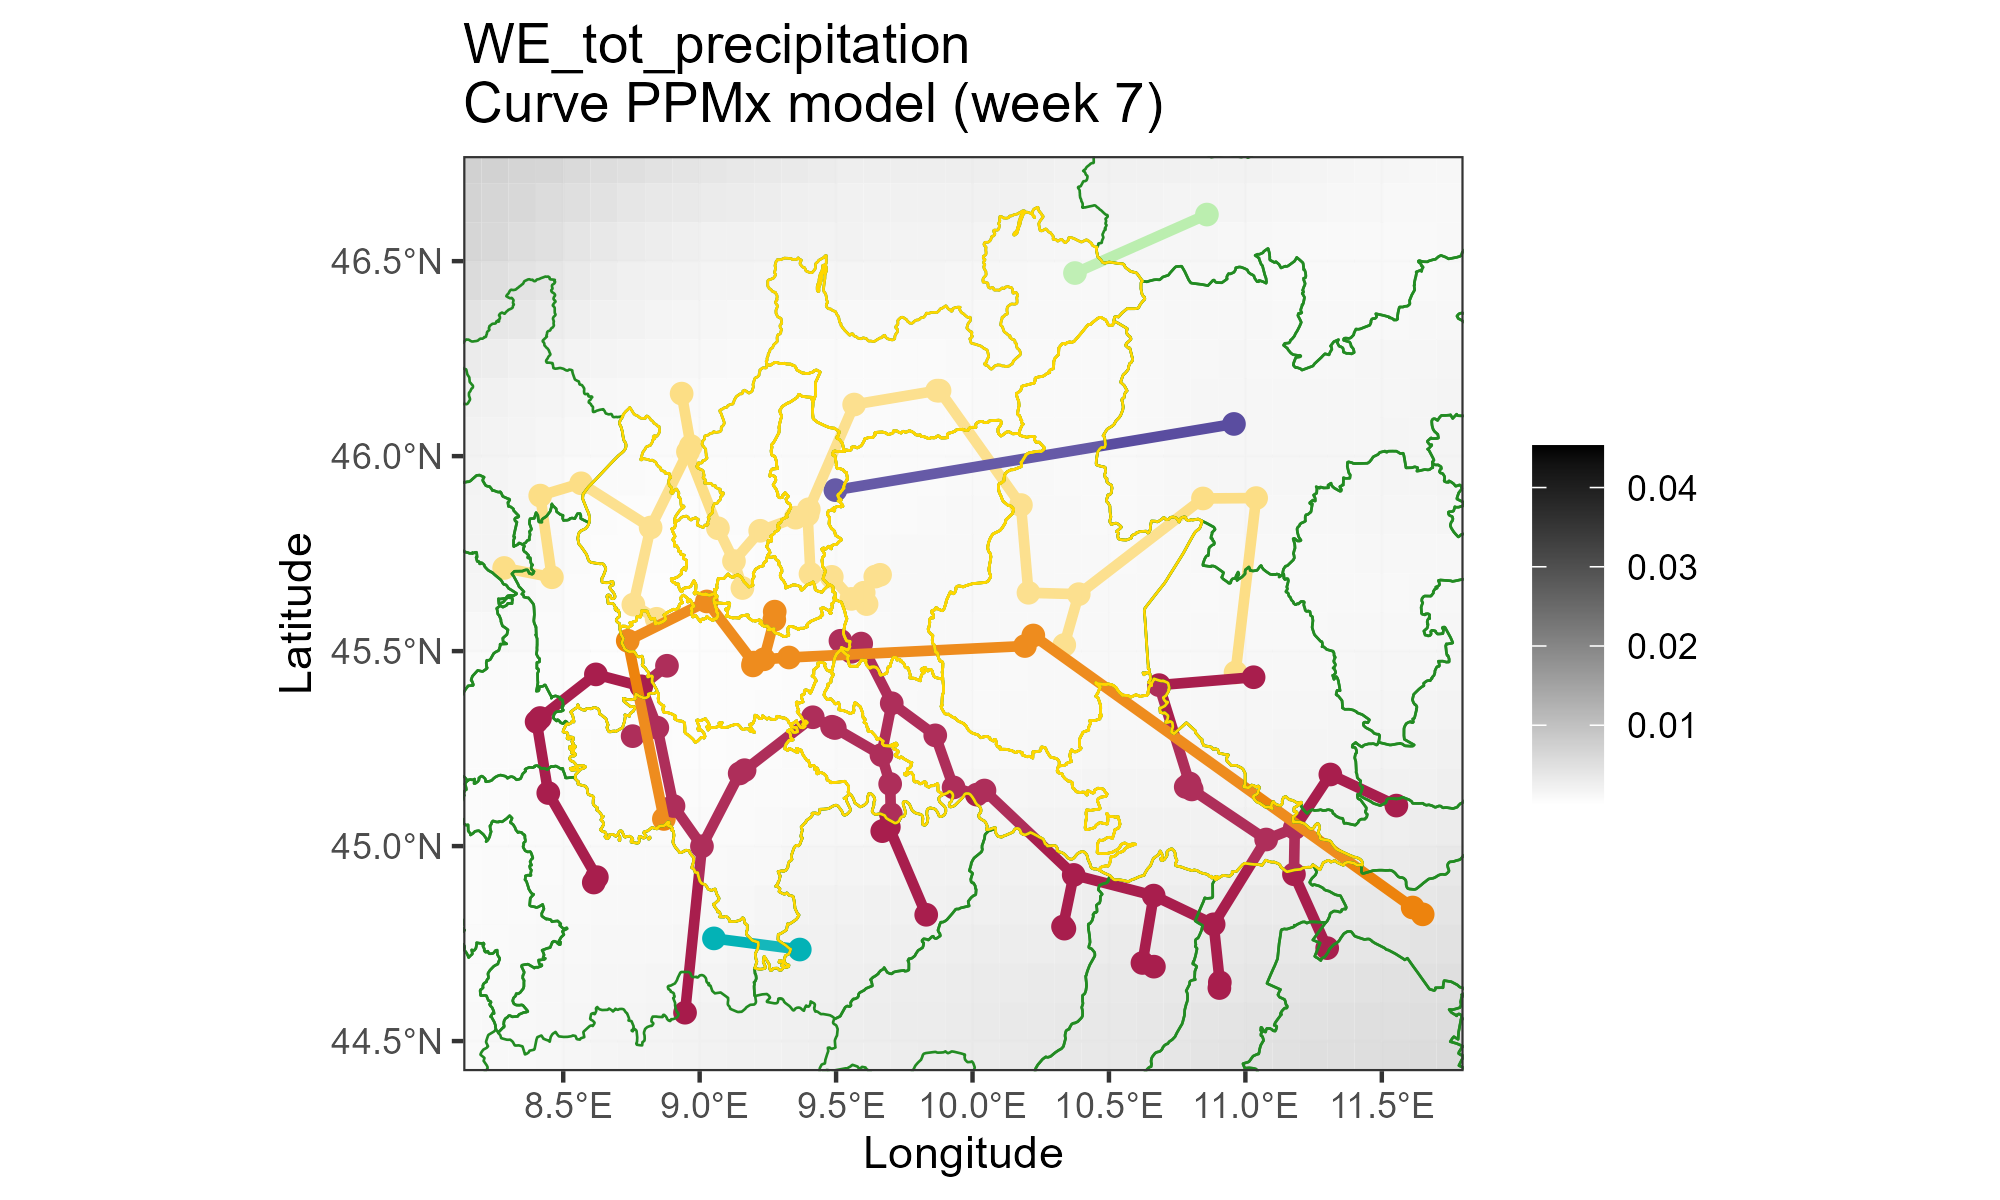 WE_tot_precipitation
Curve PPMx model (week 7)
46.5°N
46.0°N
45.5°N
45.0°N
44.5°N
Latitude
8.5°E 9.0°E 9.5°E 10.0°E 10.5°E 11.0°E 11.5°E
Longitude
0.04
0.03
0.02
0.01